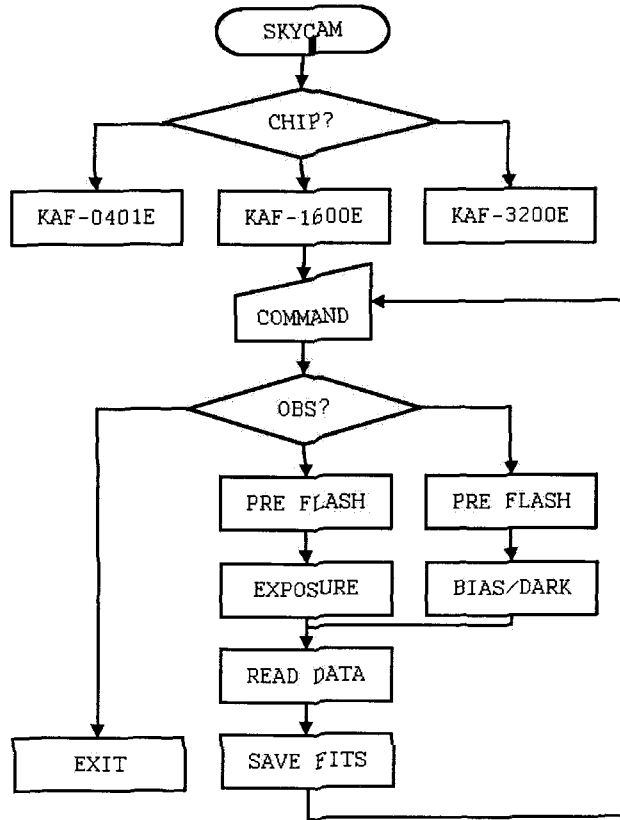 SKYCAM
CHIP?
KAF-0401E
KAF-1600E
KAF-3200E
COMMAND
OBS?
PRE FLASH
PRE FLASH
EXPOSURE
BIAS/DARK
READ DATA
EXIT
SAVE FITS